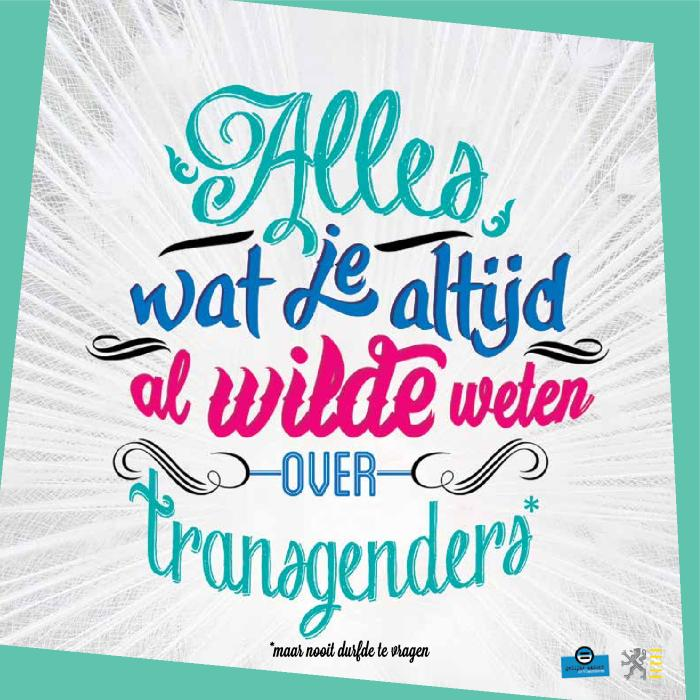 Alles
wat je altijd
al wilde weten
OVER
transgenders*
*maar nooit durfde te vragen